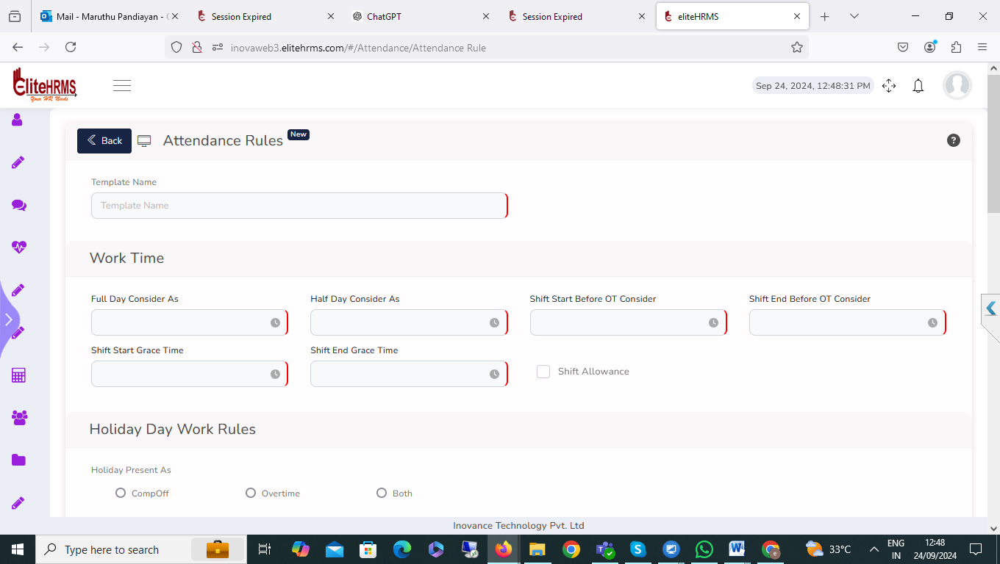 Mail - Maruthu Pandiayan - Session Expired ChatGPT Session Expired eliteHRMS
inovaweb3.elitehrms.com/#/Attendance/Attendance Rule
EliteHRMS
Your HR Needs
Sep 24, 2024, 12:48:31 PM
Back Attendance Rules New
Template Name
Template Name
Work Time
Full Day Consider As Half Day Consider As Shift Start Before OT Consider Shift End Before OT Consider
Shift Start Grace Time Shift End Grace Time
Shift Allowance
Holiday Day Work Rules
Holiday Present As
CompOff Overtime Both
Inovance Technology Pvt. Ltd
Type here to search
33°C
ENG
IN
12:48
24/09/2024